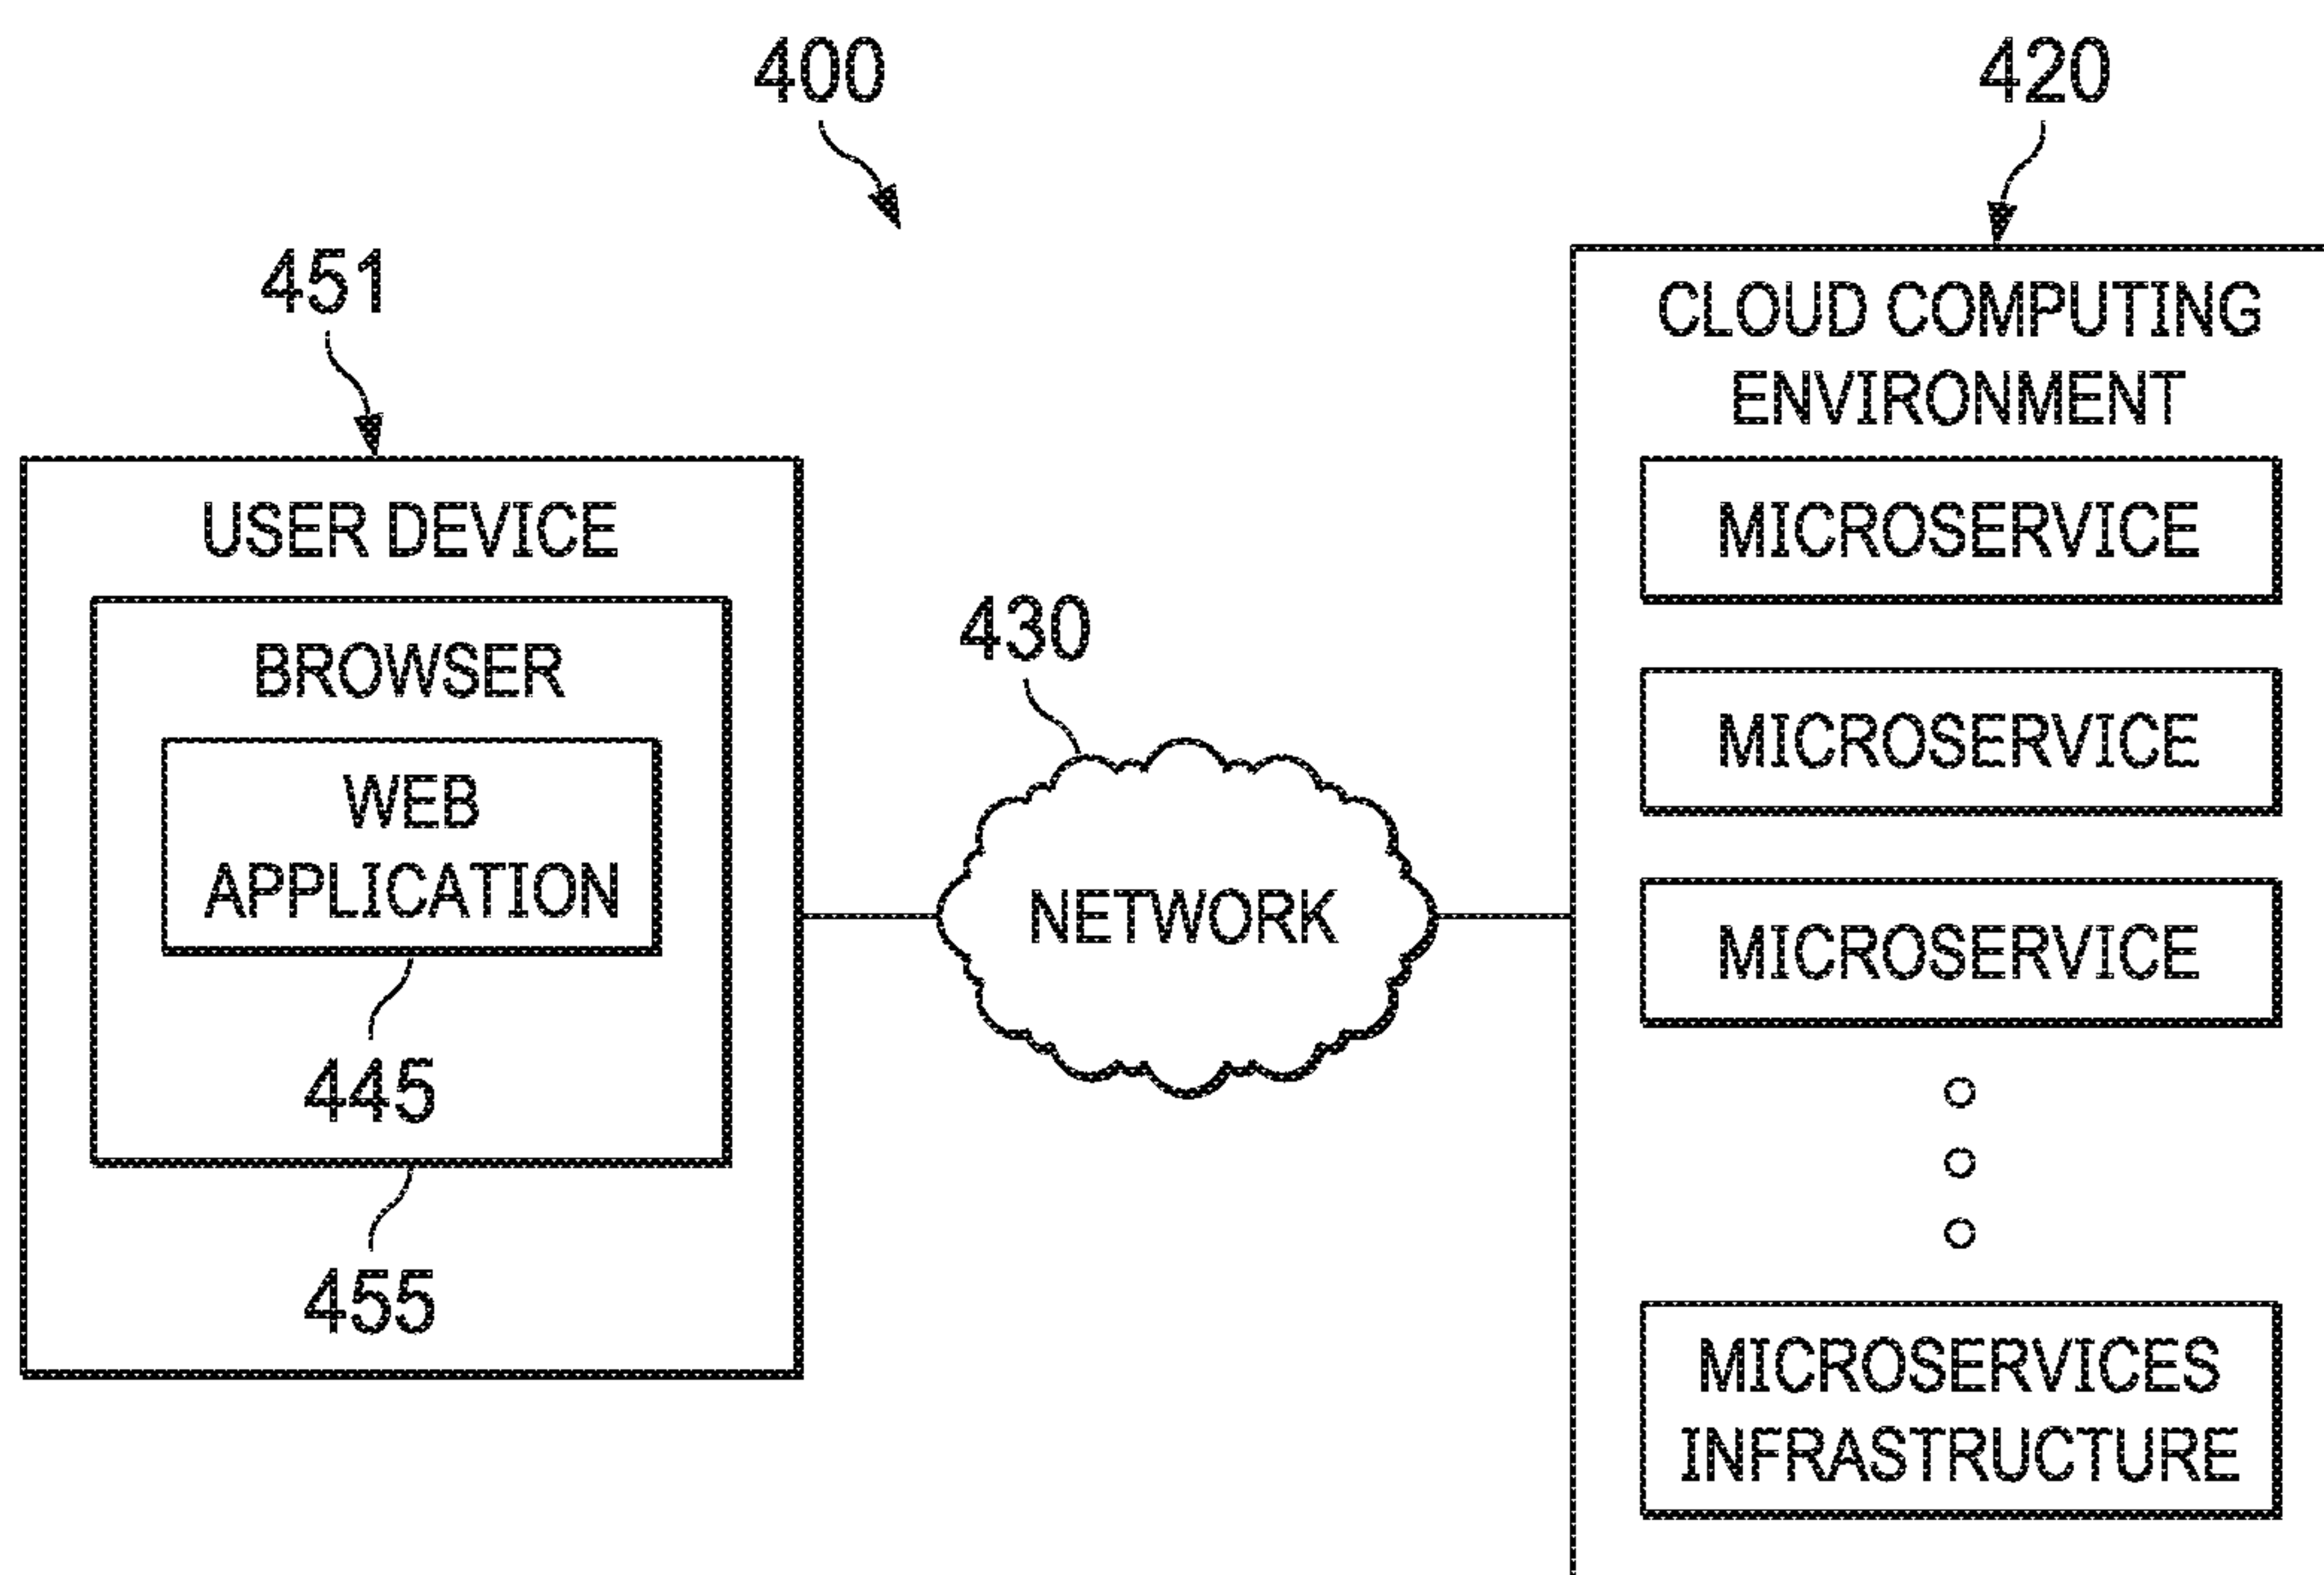 400
420
451
CLOUD COMPUTING
ENVIRONMENT
USER DEVICE
MICROSERVICE
BROWSER
430
MICROSERVICE
WEB
APPLICATION
NETWORK
MICROSERVICE
445
455
MICROSERVICES
INFRASTRUCTURE